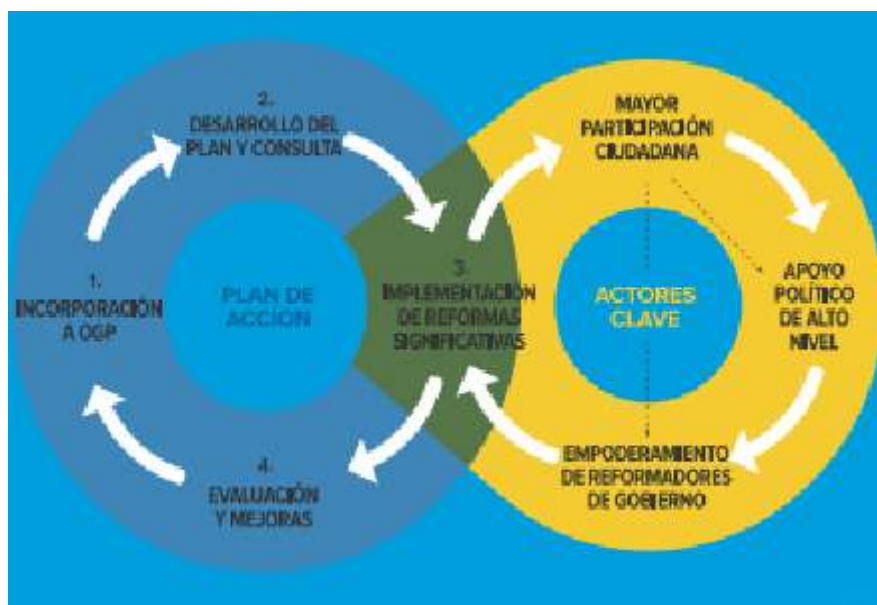 2.
DESARROLLO DEL
PLAN Y CONSULTA
1.
INCORPORACIÓN
A OGP
PLAN DE
ACCIÓN
3.
IMPLEMENTACIÓN
DE REFORMAS
SIGNIFICATIVAS
4.
EVALUACIÓN
Y MEJORAS
MAYOR
PARTICIPACIÓN
CIUDADANA
ACTORES
CLAVE
APOYO
POLÍTICO
DE ALTO
NIVEL
EMPODERAMIENTO
DE REFORMADORES
DE GOBIERNO